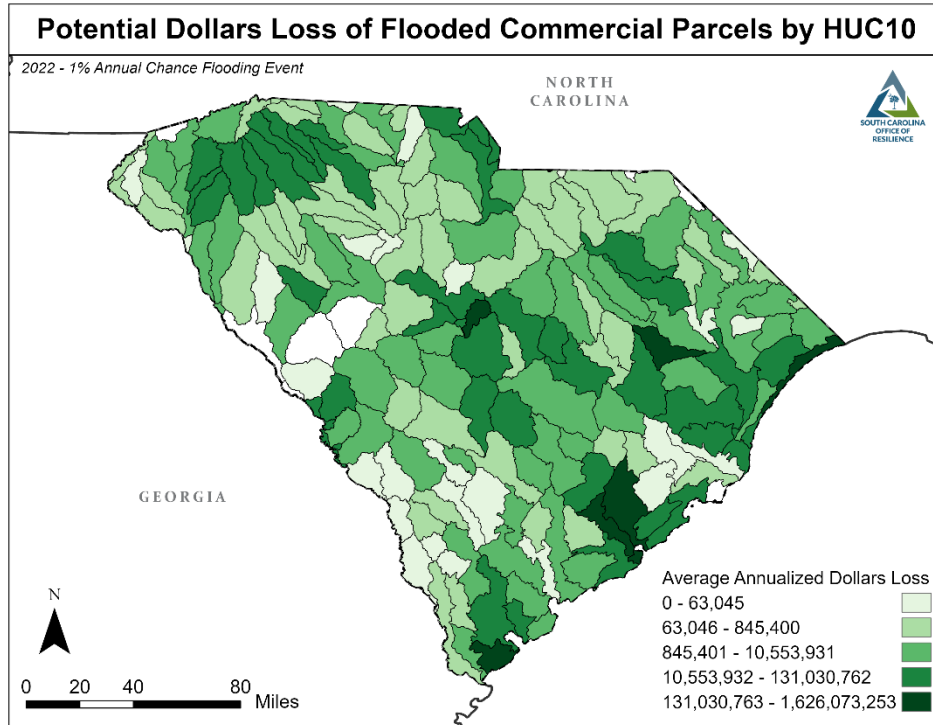 Potential Dollars Loss of Flooded Commercial Parcels by HUC10
2022 - 1% Annual Chance Flooding Event
NORTH
CAROLINA
SOUTH CAROLINA
OFFICE OF
RESILIENCE
GEORGIA
N
0 20 40 80
Miles
Average Annualized Dollars Loss
0 - 63,045
63,046 - 845,400
845,401 - 10,553,931
10,553,932 - 131,030,762
131,030,763 - 1,626,073,253